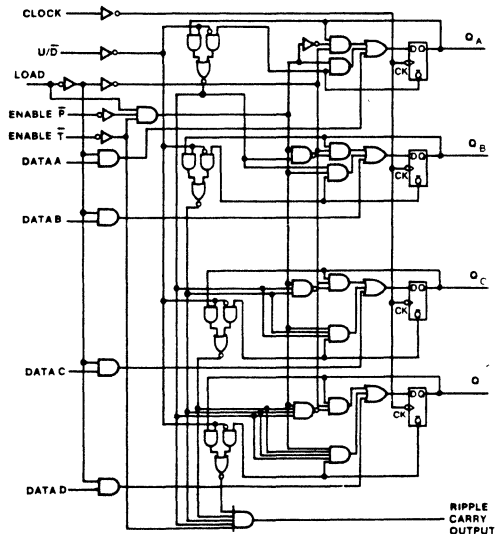 CLOCK
Q_A
U/D̅
LOAD
ENABLE P̅
CK
ENABLE T̅
DATA A
Q_B
CK
DATA B
Q_C
CK
DATA C
Q
CK
DATA D
RIPPLE
CARRY
OUTPUT